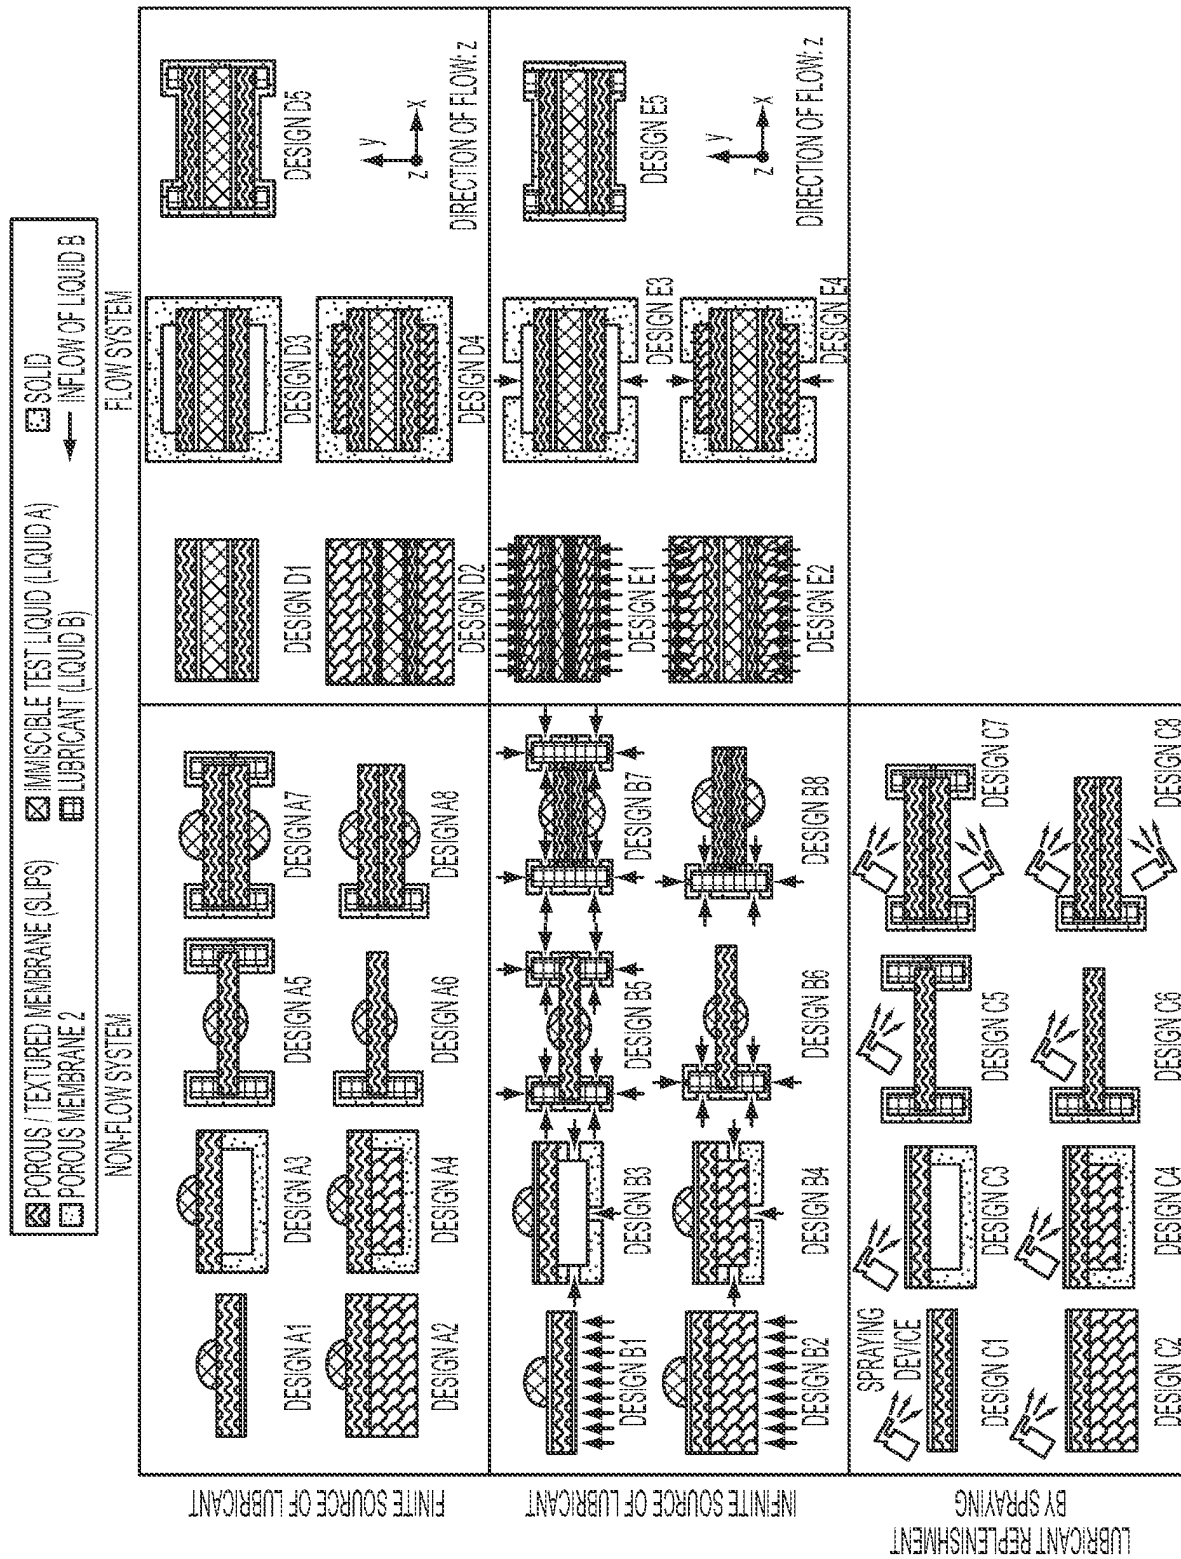 POROUS / TEXTURED MEMBRANE (SLIPS)
IMMISCIBLE TEST LIQUID (LIQUID A)
SOLID
POROUS MEMBRANE 2
LUBRICANT (LIQUID B)
INFLOW OF LIQUID B
NON-FLOW SYSTEM
FLOW SYSTEM
FINITE SOURCE OF LUBRICANT
DESIGN A1
DESIGN A3
DESIGN A5
DESIGN A7
DESIGN D1
DESIGN D3
DESIGN D5
DESIGN A2
DESIGN A4
DESIGN A6
DESIGN A8
DESIGN D2
DESIGN D4
y
z
x
DIRECTION OF FLOW: z
INFINITE SOURCE OF LUBRICANT
DESIGN B1
DESIGN B3
DESIGN B5
DESIGN B7
DESIGN E1
DESIGN E3
DESIGN E5
DESIGN B2
DESIGN B4
DESIGN B6
DESIGN B8
DESIGN E2
DESIGN E4
y
z
x
DIRECTION OF FLOW: z
LUBRICANT REPLENISHMENT
BY SPRAYING
SPRAYING
DEVICE
DESIGN C1
DESIGN C3
DESIGN C5
DESIGN C7
DESIGN C2
DESIGN C4
DESIGN C6
DESIGN C8